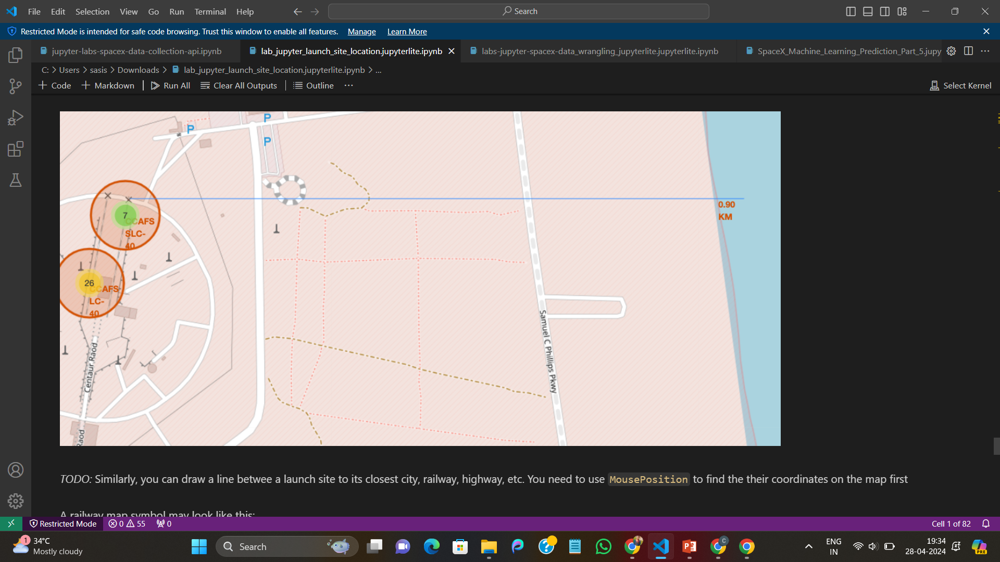 File Edit Selection View Go Run Terminal Help
Search
Restricted Mode is intended for safe code browsing. Trust this window to enable all features. Manage Learn More
jupyter-labs-spacex-data-collection-api.ipynb
lab_jupyter_launch_site_location.jupyterlite.ipynb
labs-jupyter-spacex-data_wrangling_jupyterlite.jupyterlite.ipynb
SpaceX_Machine_Learning_Prediction_Part_5.jupy
C: > Users > sasis > Downloads > lab_jupyter_launch_site_location.jupyterlite.ipynb > ...
+ Code + Markdown Run All Clear All Outputs Outline ...
Select Kernel
P
P
P
0.90
KM
7
CCAFS
SLC-
40
26
CCAFS
LC-
40
Samuel C Phillips Pkwy
Centaur Raod
Raod
TODO: Similarly, you can draw a line betwee a launch site to its closest city, railway, highway, etc. You need to use MousePosition to find the their coordinates on the map first
A railway map symbol may look like this:
Restricted Mode 0 55 0
Cell 1 of 82
1
34°C
Mostly cloudy
Search
C
PRE
ENG
IN
19:34
28-04-2024